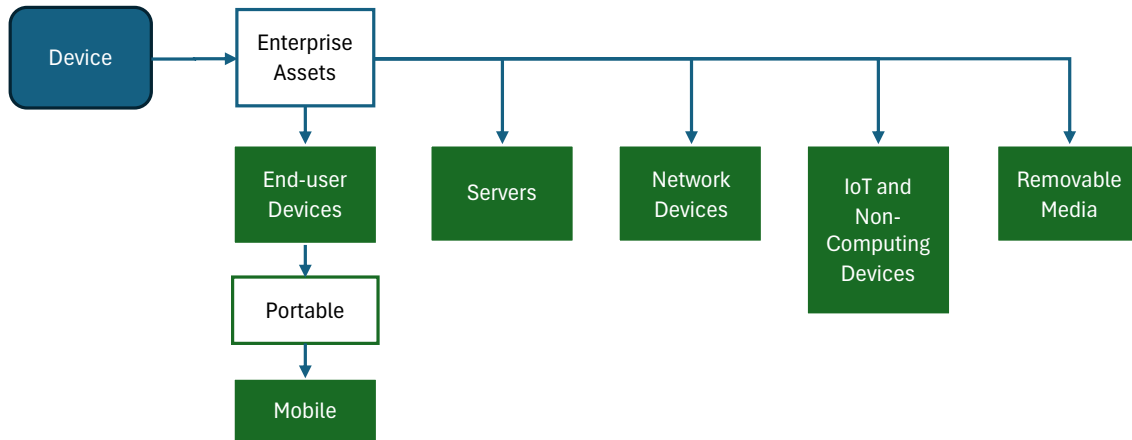 Device
Enterprise
Assets
End-user
Devices
Servers
Network
Devices
IoT and
Non-
Computing
Devices
Removable
Media
Portable
Mobile